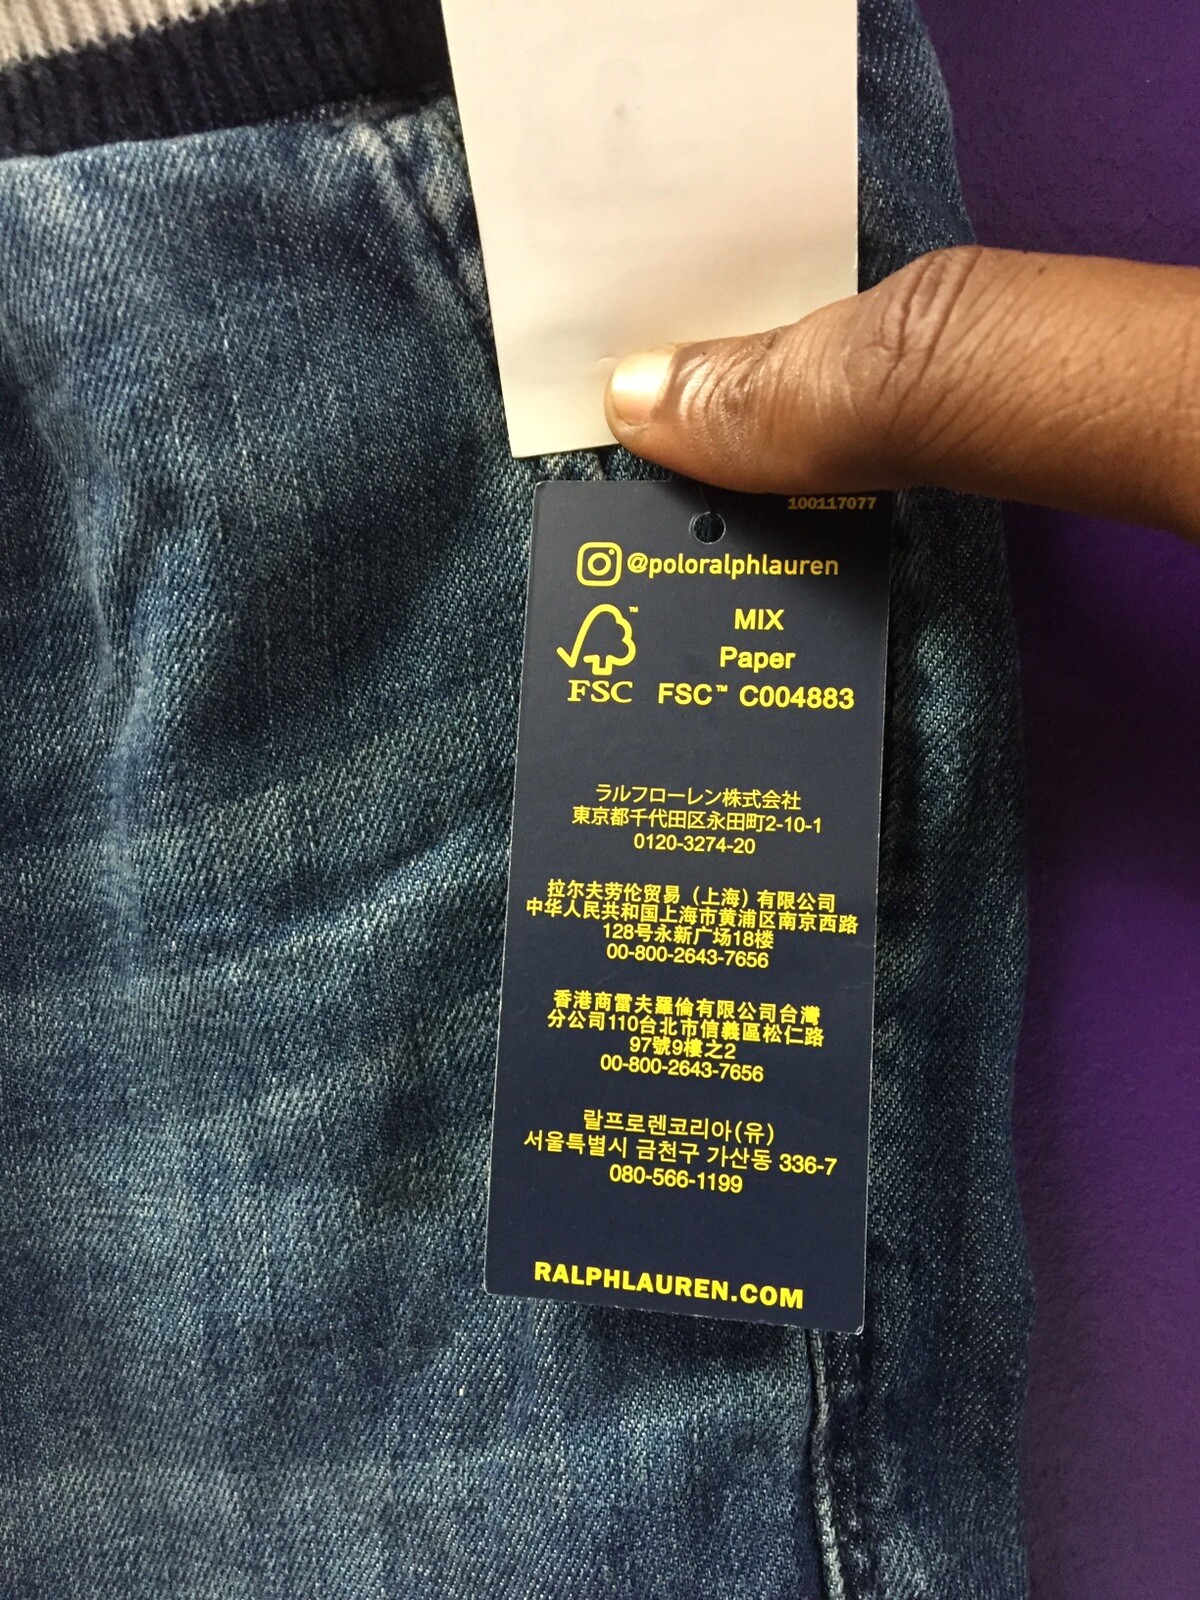 100117077
@poloralphlauren
MIX
Paper
FSC™ FSC™ C004883
ラルフローレン株式会社
東京都千代田区永田町2-10-1
0120-3274-20
拉尔夫劳伦贸易（上海）有限公司
中华人民共和国上海市黄浦区南京西路
128号永新广场18楼
00-800-2643-7656
香港商雷夫羅倫有限公司台灣
分公司110台北市信義區松仁路
97號9樓之2
00-800-2643-7656
랄프로렌코리아(유)
서울특별시 금천구 가산동 336-7
080-566-1199
RALPHLAUREN.COM